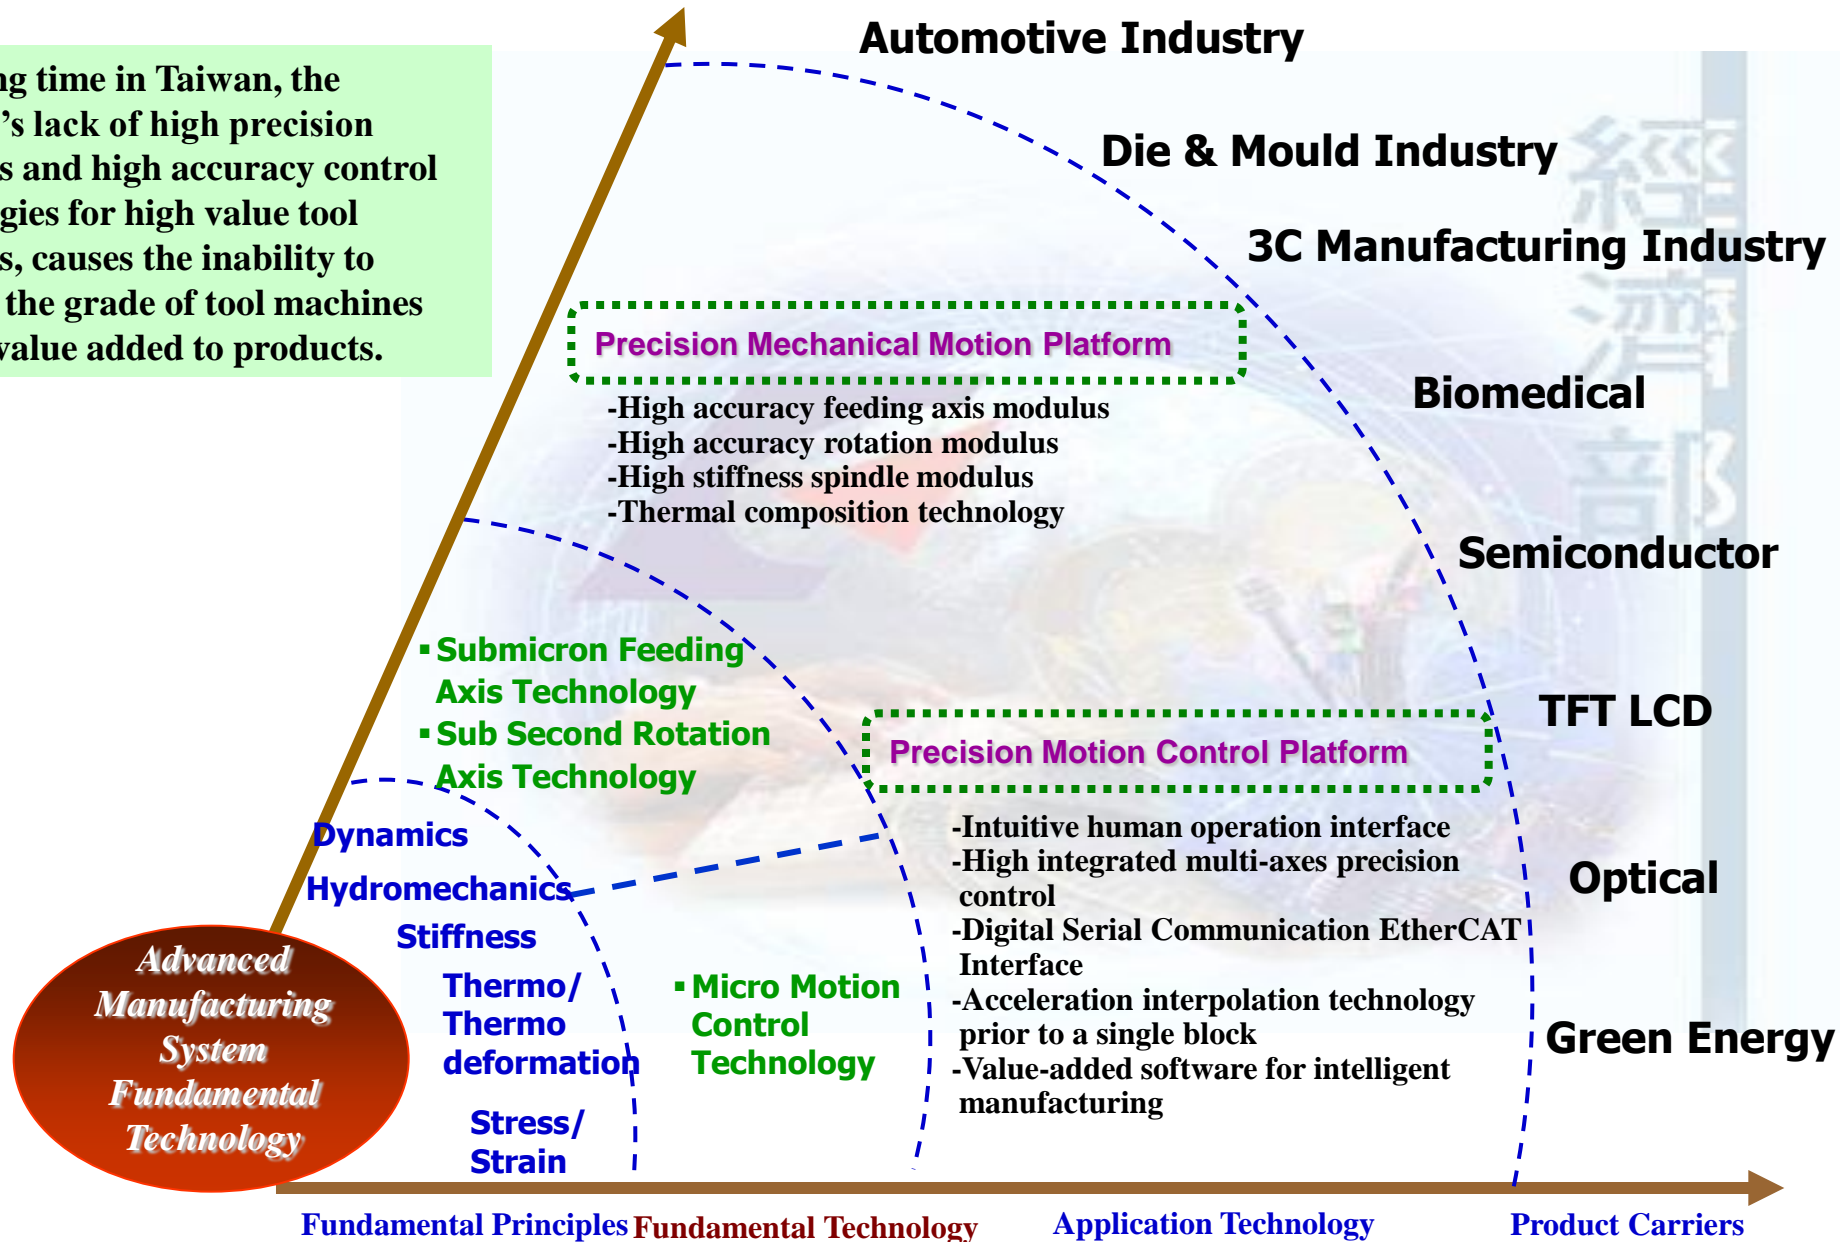 ng time in Taiwan, the
's lack of high precision
s and high accuracy control
gies for high value tool
s, causes the inability to
the grade of tool machines
value added to products.
Automotive Industry
Die & Mould Industry
3C Manufacturing Industry
Biomedical
Semiconductor
TFT LCD
Optical
Green Energy
經濟部
Precision Mechanical Motion Platform
-High accuracy feeding axis modulus
-High accuracy rotation modulus
-High stiffness spindle modulus
-Thermal composition technology
▪Submicron Feeding
Axis Technology
▪Sub Second Rotation
Axis Technology
Precision Motion Control Platform
-Intuitive human operation interface
-High integrated multi-axes precision
control
-Digital Serial Communication EtherCAT
Interface
-Acceleration interpolation technology
prior to a single block
-Value-added software for intelligent
manufacturing
▪Micro Motion
Control
Technology
Dynamics
Hydromechanics
Stiffness
Thermo/
Thermo
deformation
Stress/
Strain
Advanced
Manufacturing
System
Fundamental
Technology
Fundamental Principles
Fundamental Technology
Application Technology
Product Carriers